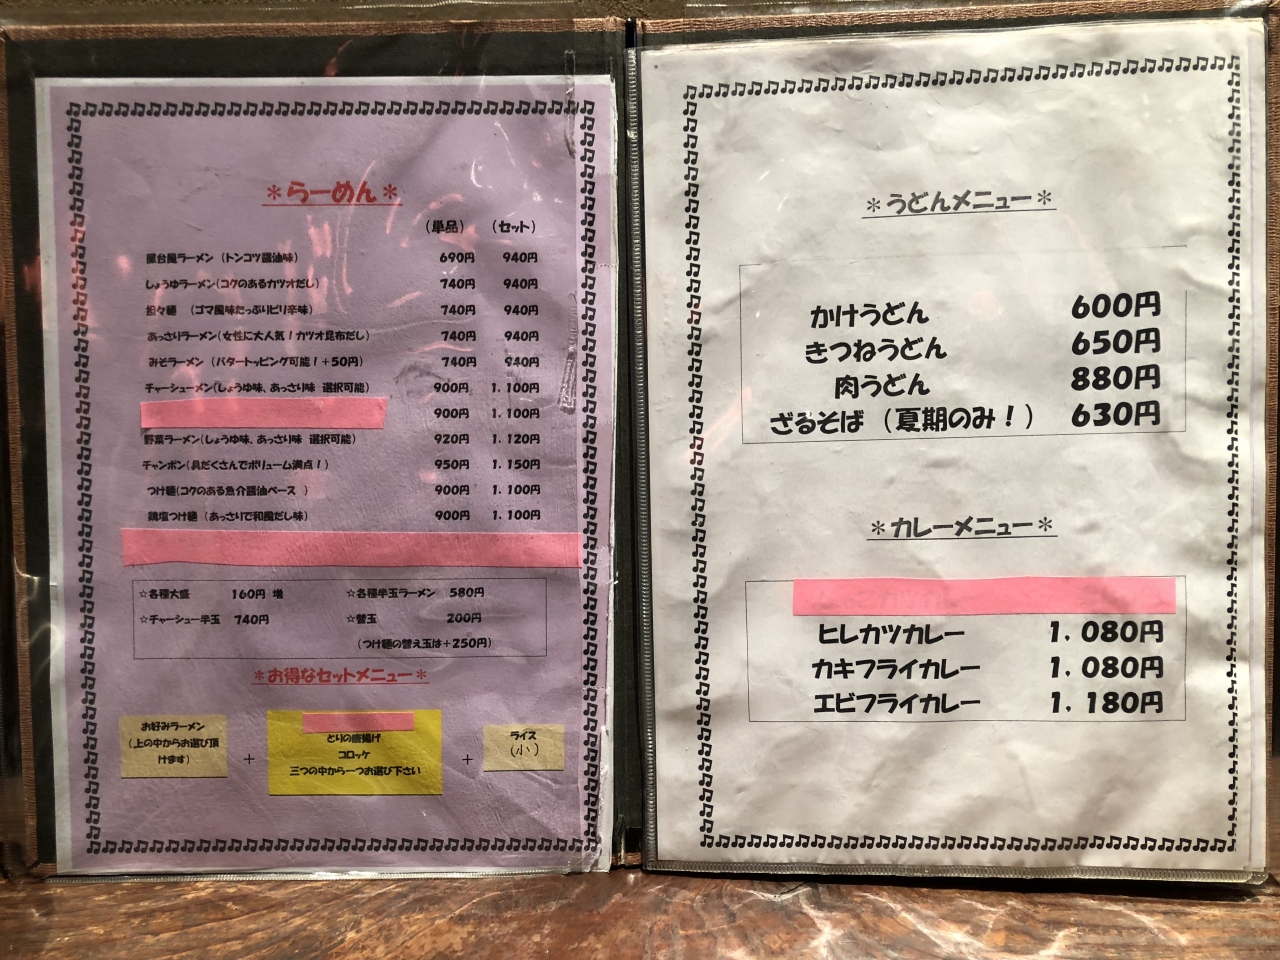 ＊らーめん＊
（単品） （セット）
屋台風ラーメン（トンコツ醤油味） 690円 940円
しょうゆラーメン（コクのあるカツオだし） 740円 940円
担々麺 （ゴマ風味たっぷりピリ辛味） 740円 940円
あっさりラーメン（女性に大人気！カツオ昆布だし） 740円 940円
みそラーメン（バタートッピング可能！＋50円） 740円 940円
チャーシューメン（しょうゆ味、あっさり味 選択可能） 900円 1．100円
900円 1．100円
野菜ラーメン（しょうゆ味、あっさり味 選択可能） 920円 1．120円
チャンポン（具だくさんでボリューム満点！） 950円 1．150円
つけ麺（コクのある魚介醤油ベース ） 900円 1．100円
鶏塩つけ麺（あっさりで和風だし味） 900円 1．100円
☆各種大盛 160円 増 ☆各種半玉ラーメン 580円
☆チャーシュー半玉 740円 ☆替玉 200円
（つけ麺の替え玉は＋250円）
＊お得なセットメニュー＊
お好みラーメン
（上の中からお選び頂
けます）
＋
とりの唐揚げ
コロッケ
三つの中から一つお選び下さい
＋
ライス
（小）
＊うどんメニュー＊
かけうどん 600円
きつねうどん 650円
肉うどん 880円
ざるそば（夏期のみ！） 630円
＊カレーメニュー＊
ヒレカツカレー 1．080円
カキフライカレー 1．080円
エビフライカレー 1．180円